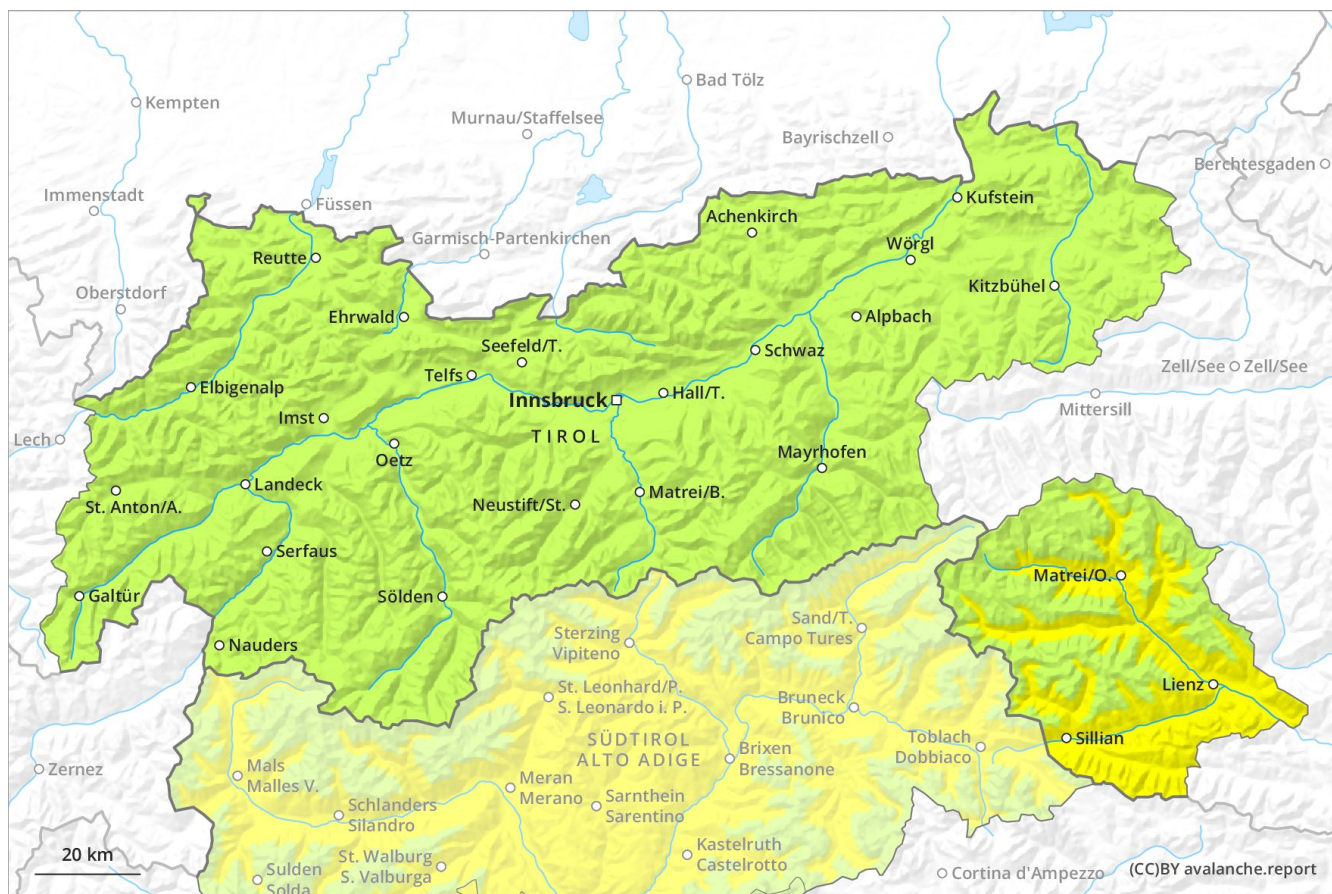 Kempten
Bad Tölz
Murnau/Staffelsee
Bayrischzell
Berchtesgaden
Immenstadt
Füssen
Kufstein
Achenkirch
Garmisch-Partenkirchen
Wörgl
Reutte
Kitzbühel
Oberstdorf
Ehrwald
Alpbach
Seefeld/T.
Schwaz
Telfs
Zell/See
Zell/See
Elbigenalp
Innsbruck
Hall/T.
Mittersill
Imst
TIROL
Lech
Oetz
Mayrhofen
Landeck
Matrei/B.
St. Anton/A.
Neustift/St.
Serfaus
Matrei/O.
Galtür
Sölden
Sand/T.
Campo Tures
Sterzing
Vipiteno
Nauders
Lienz
St. Leonhard/P.
S. Leonardo i. P.
Bruneck
Brunico
SÜDTIROL
ALTO ADIGE
Toblach
Dobbiaco
Sillian
Brixen
Bressanone
Zernez
Mals
Malles V.
Meran
Merano
Sarnthein
Sarentino
Schlanders
Silandro
Kastelruth
Castelrotto
20 km
St. Walburg
S. Valburga
Sulden
Solda
Cortina d'Ampezzo
(CC)BY avalanche.report